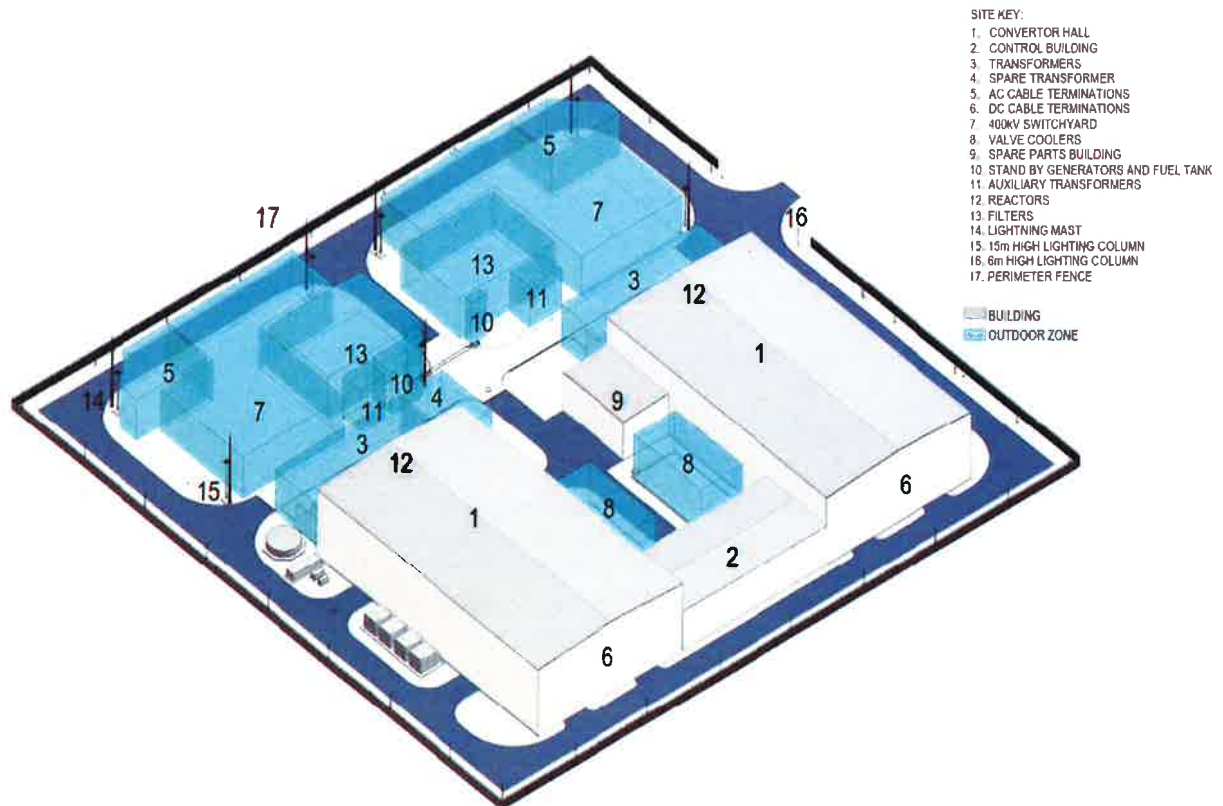 SITE KEY:
1. CONVERTOR HALL
2. CONTROL BUILDING
3. TRANSFORMERS
4. SPARE TRANSFORMER
5. AC CABLE TERMINATIONS
6. DC CABLE TERMINATIONS
7. 400kV SWITCHYARD
8. VALVE COOLERS
9. SPARE PARTS BUILDING
10. STAND BY GENERATORS AND FUEL TANK
11. AUXILIARY TRANSFORMERS
12. REACTORS
13. FILTERS
14. LIGHTNING MAST
15. 15m HIGH LIGHTING COLUMN
16. 6m HIGH LIGHTING COLUMN
17. PERIMETER FENCE
BUILDING
OUTDOOR ZONE
5
17
7
16
13
3
11
12
10
1
13
5
10
4
14
9
7
11
3
12
8
6
15
8
1
2
6